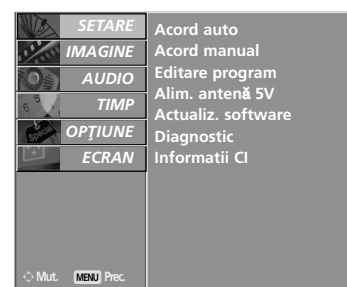 SETARE
IMAGINE
AUDIO
TIMP
OPŢIUNE
ECRAN
Acord auto
Acord manual
Editare program
Alim. antenă 5V
Actualiz. software
Diagnostic
Informatii CI
Mut. MENU Prec.